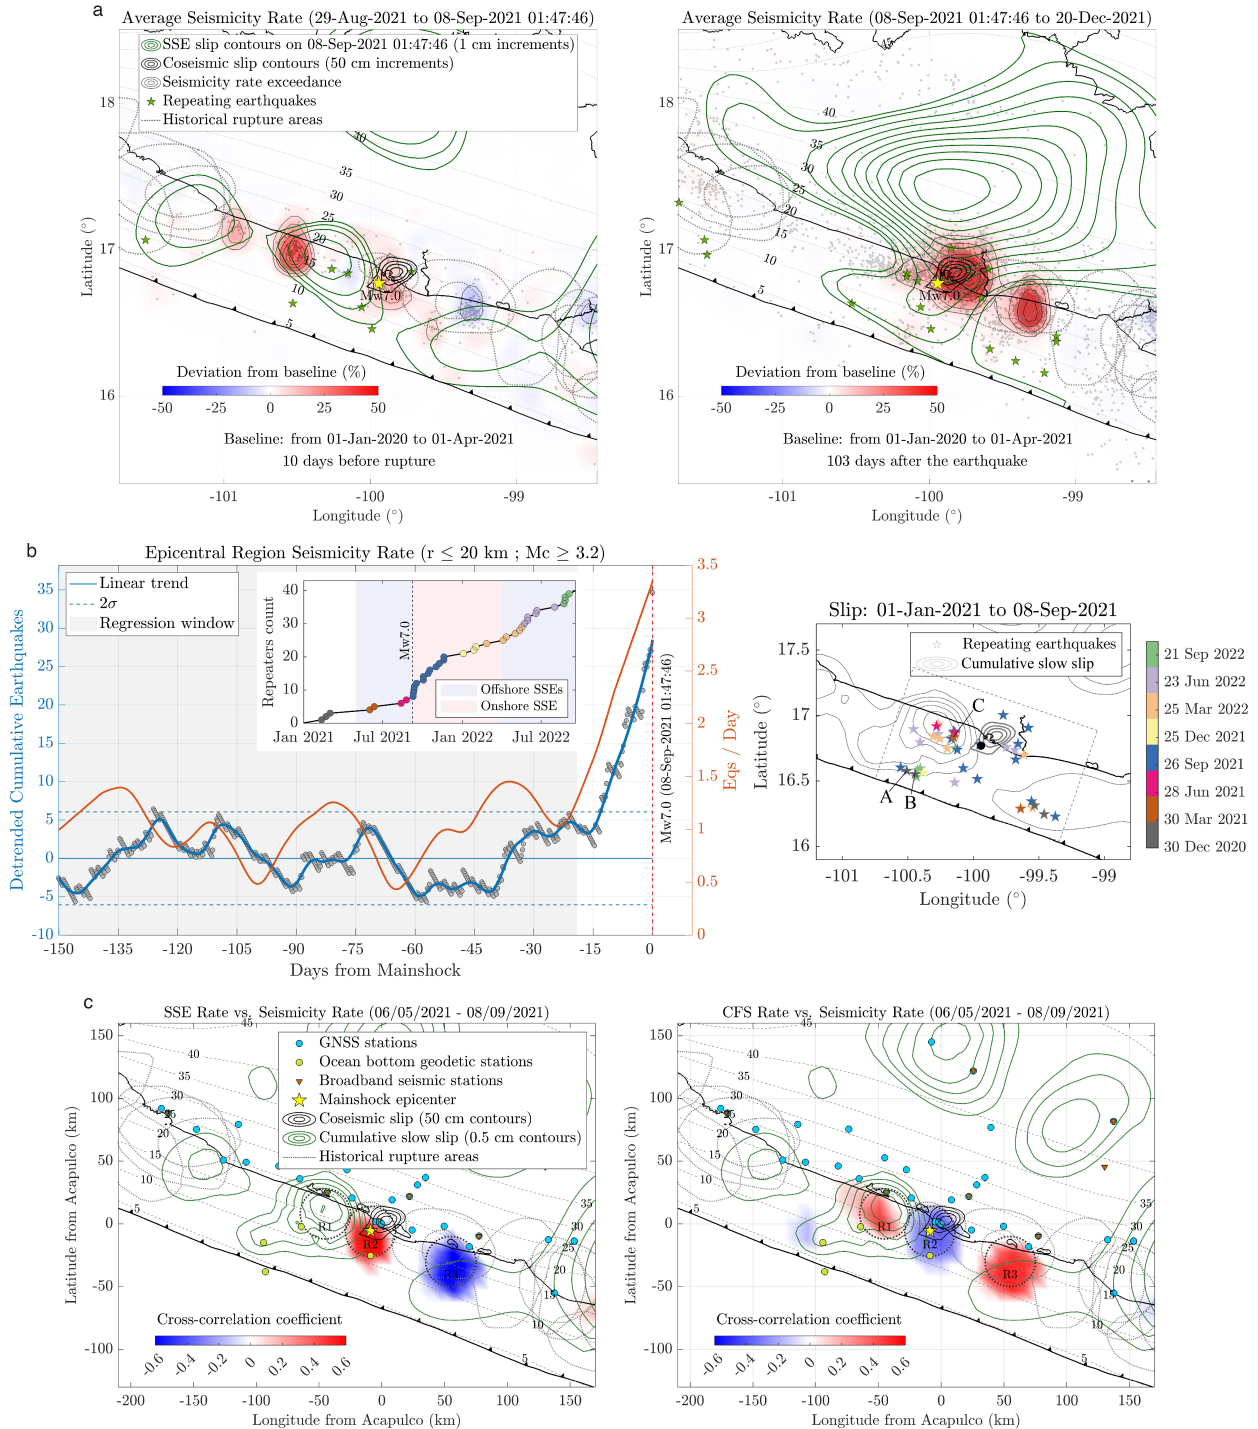 a
Average Seismicity Rate (29-Aug-2021 to 08-Sep-2021 01:47:46)
SSE slip contours on 08-Sep-2021 01:47:46 (1 cm increments)
Coseismic slip contours (50 cm increments)
Seismicity rate exceedance
Repeating earthquakes
Historical rupture areas
40
35
30
25
20
15
10
5
Mw7.0
18
17
16
Latitude (°)
Deviation from baseline (%)
-50 -25 0 25 50
Baseline: from 01-Jan-2020 to 01-Apr-2021
10 days before rupture
-101 -100 -99
Longitude (°)
Average Seismicity Rate (08-Sep-2021 01:47:46 to 20-Dec-2021)
45
40
35
30
25
20
15
10
5
Mw7.0
18
17
16
Latitude (°)
Deviation from baseline (%)
-50 -25 0 25 50
Baseline: from 01-Jan-2020 to 01-Apr-2021
103 days after the earthquake
-101 -100 -99
Longitude (°)
b
Epicentral Region Seismicity Rate (r ≤ 20 km ; Mc ≥ 3.2)
Linear trend
2σ
Regression window
Detrended Cumulative Earthquakes
35
30
25
20
15
10
5
0
-5
-10
-150 -135 -120 -105 -90 -75 -60 -45 -30 -15 0
Days from Mainshock
3.5
3
2.5
2
1.5
1
0.5
0
Eqs / Day
Mw7.0 (08-Sep-2021 01:47:46)
Repeaters count
40
30
20
10
0
Mw7.0
Offshore SSEs
Onshore SSE
Jan 2021 Jul 2021 Jan 2022 Jul 2022
Slip: 01-Jan-2021 to 08-Sep-2021
Repeating earthquakes
Cumulative slow slip
A
B
C
17.5
17
16.5
16
Latitude (°)
-101 -100.5 -100 -99.5 -99
Longitude (°)
21 Sep 2022
23 Jun 2022
25 Mar 2022
25 Dec 2021
26 Sep 2021
28 Jun 2021
30 Mar 2021
30 Dec 2020
c
SSE Rate vs. Seismicity Rate (06/05/2021 - 08/09/2021)
GNSS stations
Ocean bottom geodetic stations
Broadband seismic stations
Mainshock epicenter
Coseismic slip (50 cm contours)
Cumulative slow slip (0.5 cm contours)
Historical rupture areas
45
40
35
30
25
20
15
10
5
35
30
25
20
15
10
5
R1
R2
R3
150
100
50
0
-50
-100
Latitude from Acapulco (km)
Cross-correlation coefficient
-0.6 -0.4 -0.2 0 0.2 0.4 0.6
-200 -150 -100 -50 0 50 100 150
Longitude from Acapulco (km)
CFS Rate vs. Seismicity Rate (06/05/2021 - 08/09/2021)
45
40
35
30
25
20
15
10
5
35
30
25
20
15
10
5
R1
R2
R3
150
100
50
0
-50
-100
Latitude from Acapulco (km)
Cross-correlation coefficient
-0.6 -0.4 -0.2 0 0.2 0.4 0.6
-200 -150 -100 -50 0 50 100 150
Longitude from Acapulco (km)